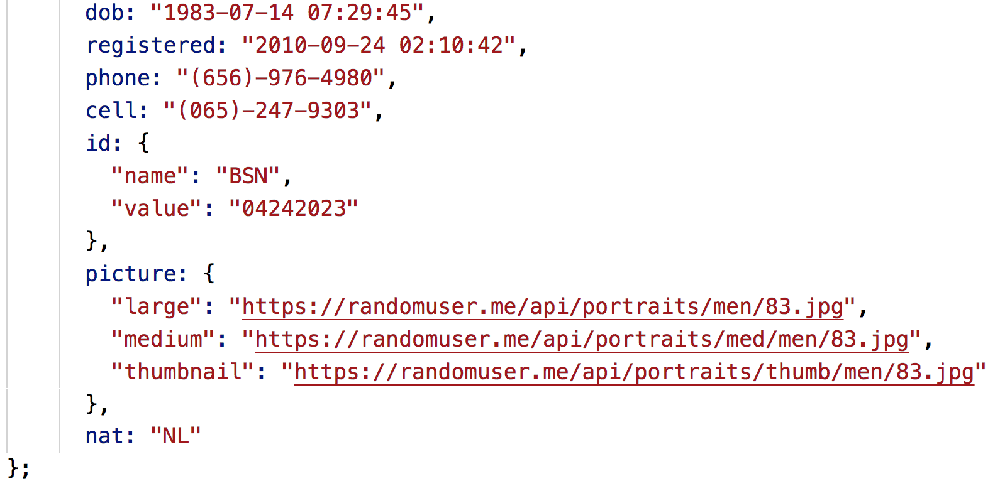 dob: "1983-07-14 07:29:45",
registered: "2010-09-24 02:10:42",
phone: "(656)-976-4980",
cell: "(065)-247-9303",
id: {
"name": "BSN",
"value": "04242023"
},
picture: {
"large": "https://randomuser.me/api/portraits/men/83.jpg",
"medium": "https://randomuser.me/api/portraits/med/men/83.jpg",
"thumbnail": "https://randomuser.me/api/portraits/thumb/men/83.jpg"
},
nat: "NL"
};